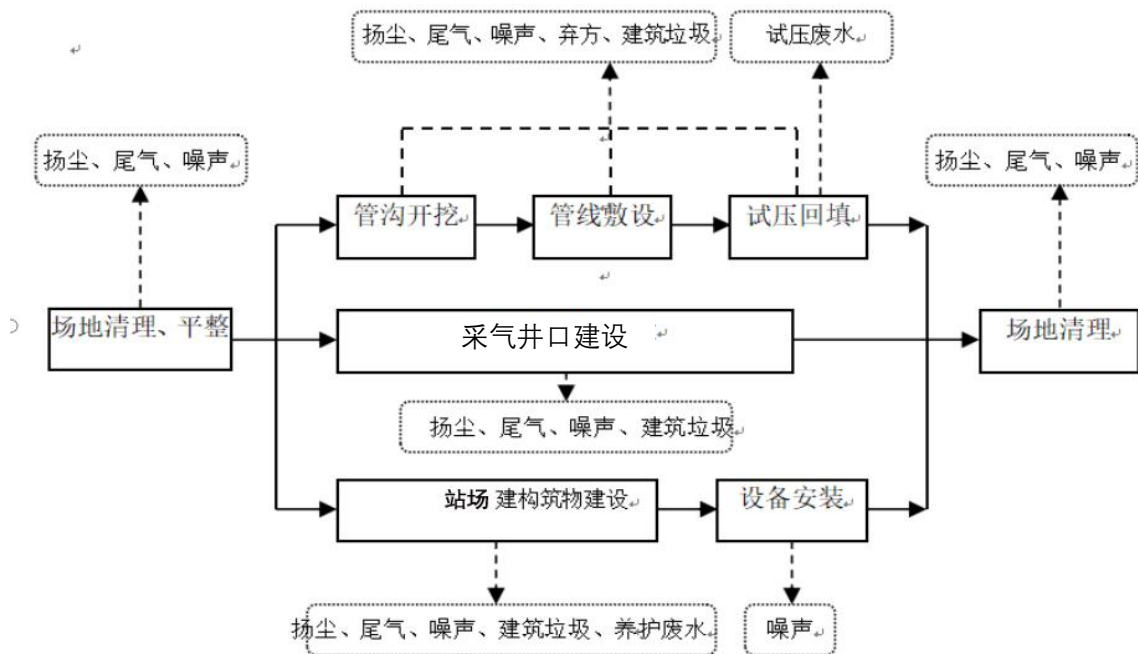 扬尘、尾气、噪声、弃方、建筑垃圾
试压废水
扬尘、尾气、噪声
扬尘、尾气、噪声
管沟开挖
管线敷设
试压回填
场地清理、平整
采气井口建设
场地清理
扬尘、尾气、噪声、建筑垃圾
站场 建构筑物建设
设备安装
扬尘、尾气、噪声、建筑垃圾、养护废水
噪声